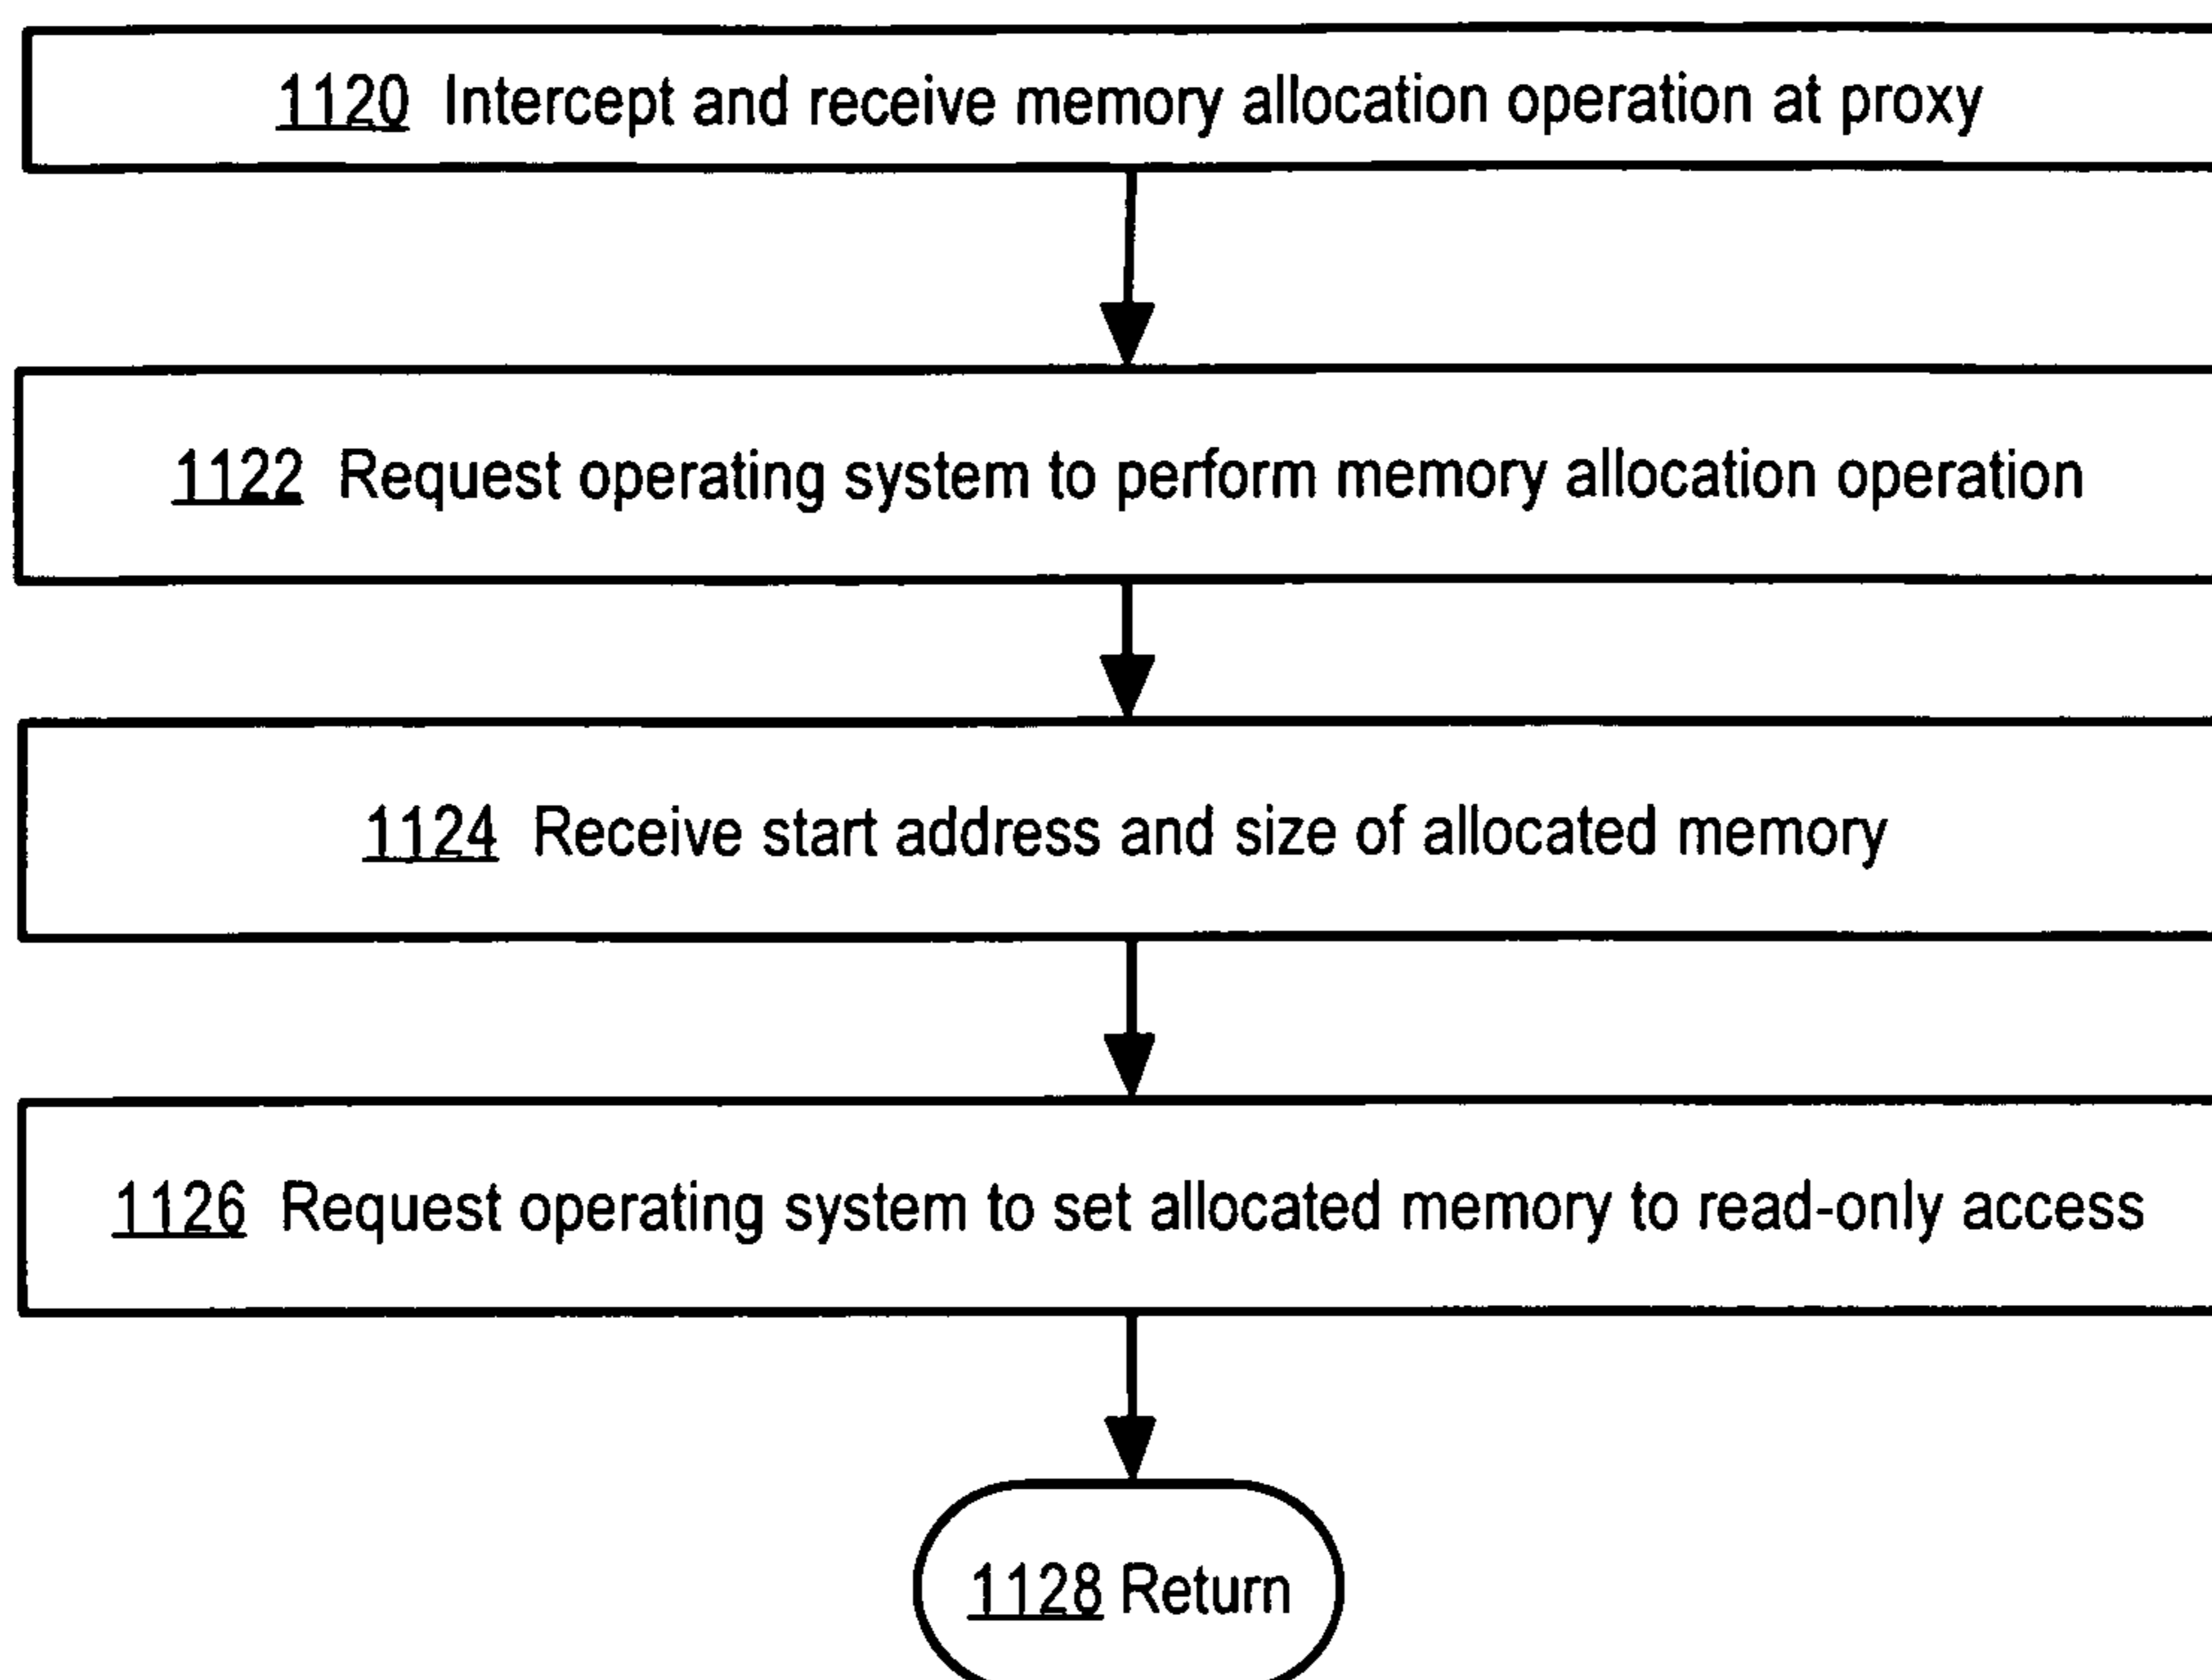 1120 Intercept and receive memory allocation operation at proxy
1122 Request operating system to perform memory allocation operation
1124 Receive start address and size of allocated memory
1126 Request operating system to set allocated memory to read-only access
1128 Return